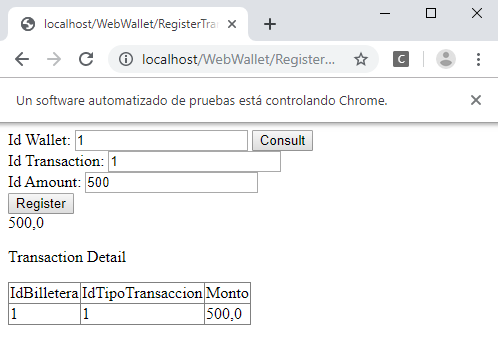 localhost/WebWallet/RegisterTra
localhost/WebWallet/Register...
C
Un software automatizado de pruebas está controlando Chrome.
Id Wallet: 1 Consult
Id Transaction: 1
Id Amount: 500
Register
500,0
Transaction Detail
IdBilletera IdTipoTransaccion Monto
1 1 500,0